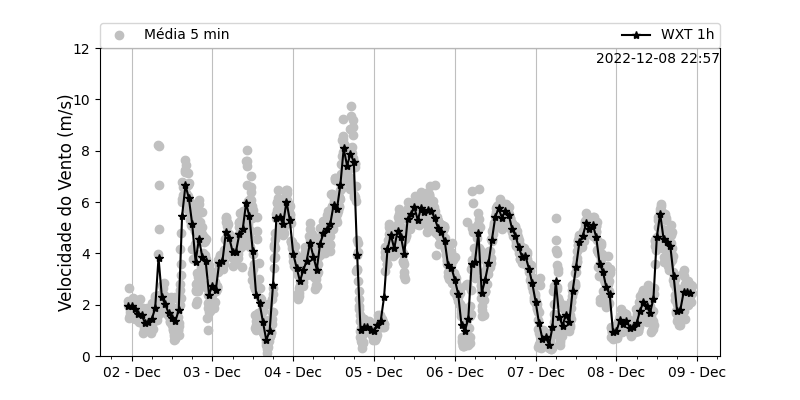 Média 5 min
WXT 1h
2022-12-08 22:57
Velocidade do Vento (m/s)
12
10
8
6
4
2
0
02 - Dec
03 - Dec
04 - Dec
05 - Dec
06 - Dec
07 - Dec
08 - Dec
09 - Dec